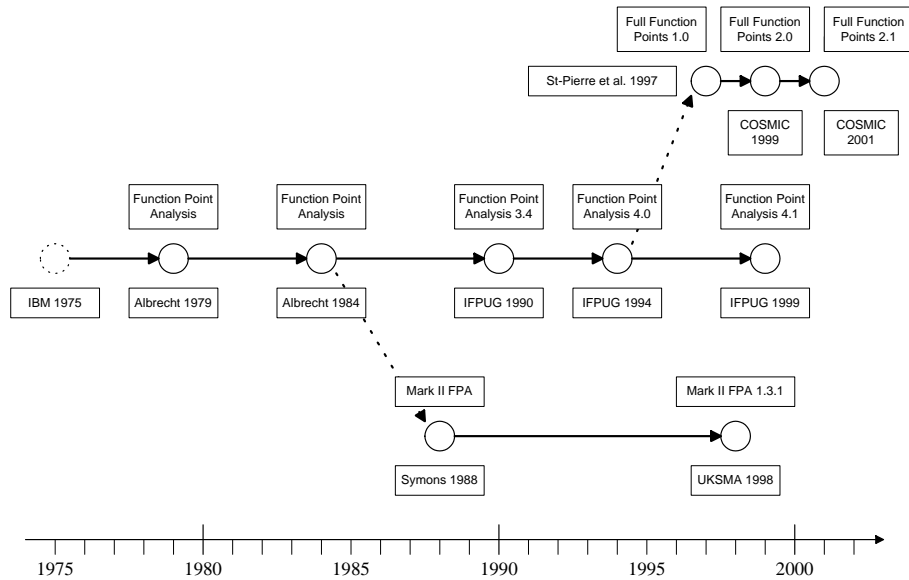 Full Function
Points 1.0
Full Function
Points 2.0
Full Function
Points 2.1
St-Pierre et al. 1997
COSMIC
1999
COSMIC
2001
Function Point
Analysis
Function Point
Analysis
Function Point
Analysis 3.4
Function Point
Analysis 4.0
Function Point
Analysis 4.1
IBM 1975
Albrecht 1979
Albrecht 1984
IFPUG 1990
IFPUG 1994
IFPUG 1999
Mark II FPA
Mark II FPA 1.3.1
Symons 1988
UKSMA 1998
1975 1980 1985 1990 1995 2000